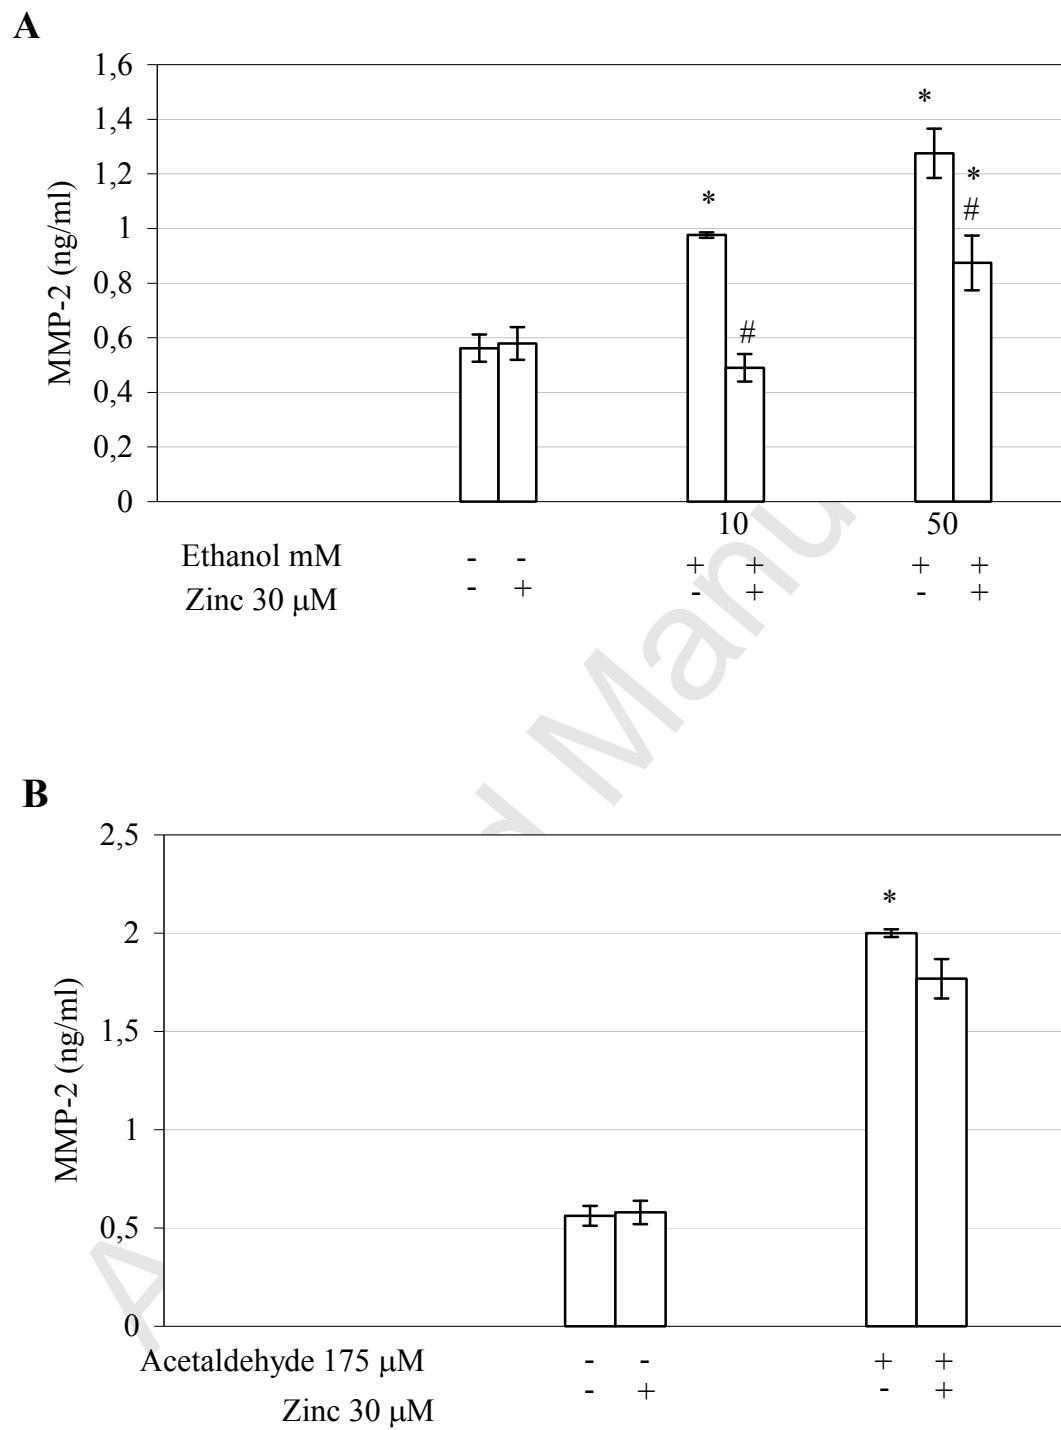 A
1,6
1,4
1,2
1
0,8
0,6
0,4
0,2
0
MMP-2 (ng/ml)
*
#
*
*
#
10 50
Ethanol mM - - + + + +
Zinc 30 μM - + - + - +
B
2,5
2
1,5
1
0,5
0
MMP-2 (ng/ml)
*
Acetaldehyde 175 μM - - + +
Zinc 30 μM - + - +